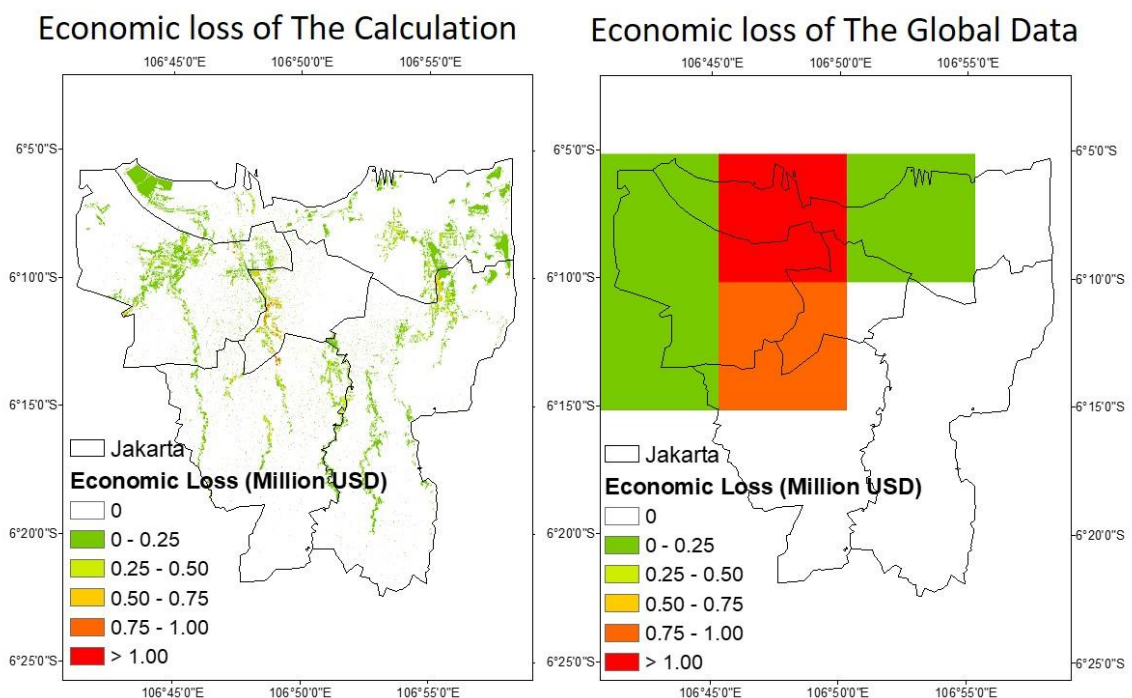 Economic loss of The Calculation
106°45'0"E 106°50'0"E 106°55'0"E
6°5'0"S
6°10'0"S
6°15'0"S
6°20'0"S
6°25'0"S
Jakarta
Economic Loss (Million USD)
0
0 - 0.25
0.25 - 0.50
0.50 - 0.75
0.75 - 1.00
> 1.00
106°45'0"E 106°50'0"E 106°55'0"E
Economic loss of The Global Data
106°45'0"E 106°50'0"E 106°55'0"E
6°5'0"S 6°5'0"S
6°10'0"S 6°10'0"S
6°15'0"S 6°15'0"S
6°20'0"S 6°20'0"S
6°25'0"S 6°25'0"S
Jakarta
Economic Loss (Million USD)
0
0 - 0.25
0.25 - 0.50
0.50 - 0.75
0.75 - 1.00
> 1.00
106°45'0"E 106°50'0"E 106°55'0"E